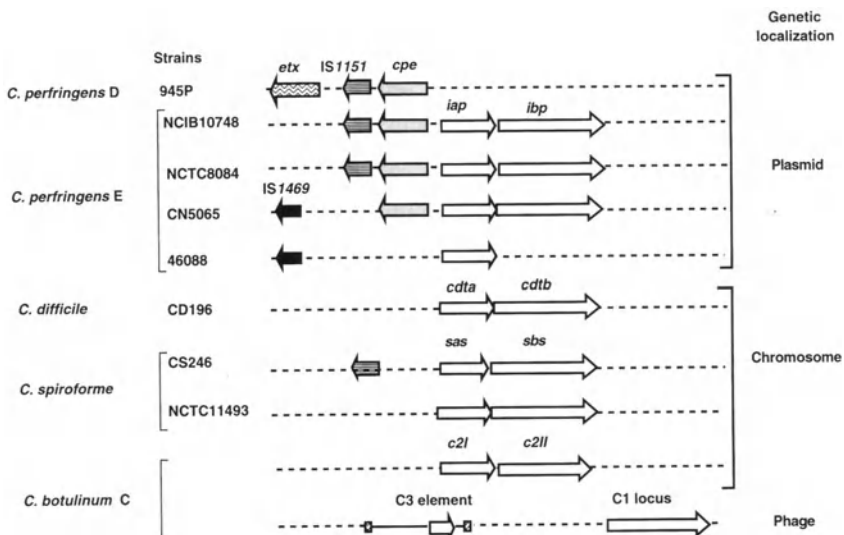 Genetic
localization
Strains
etx IS1151 cpe
C. perfringens D 945P
iap ibp
NCIB10748
NCTC8084
Plasmid
IS1469
C. perfringens E
CN5065
46088
cdta cdtb
C. difficile CD196
sas sbs
CS246
Chromosome
C. spiroforme
NCTC11493
c2I c2II
C. botulinum C
C3 element C1 locus
Phage